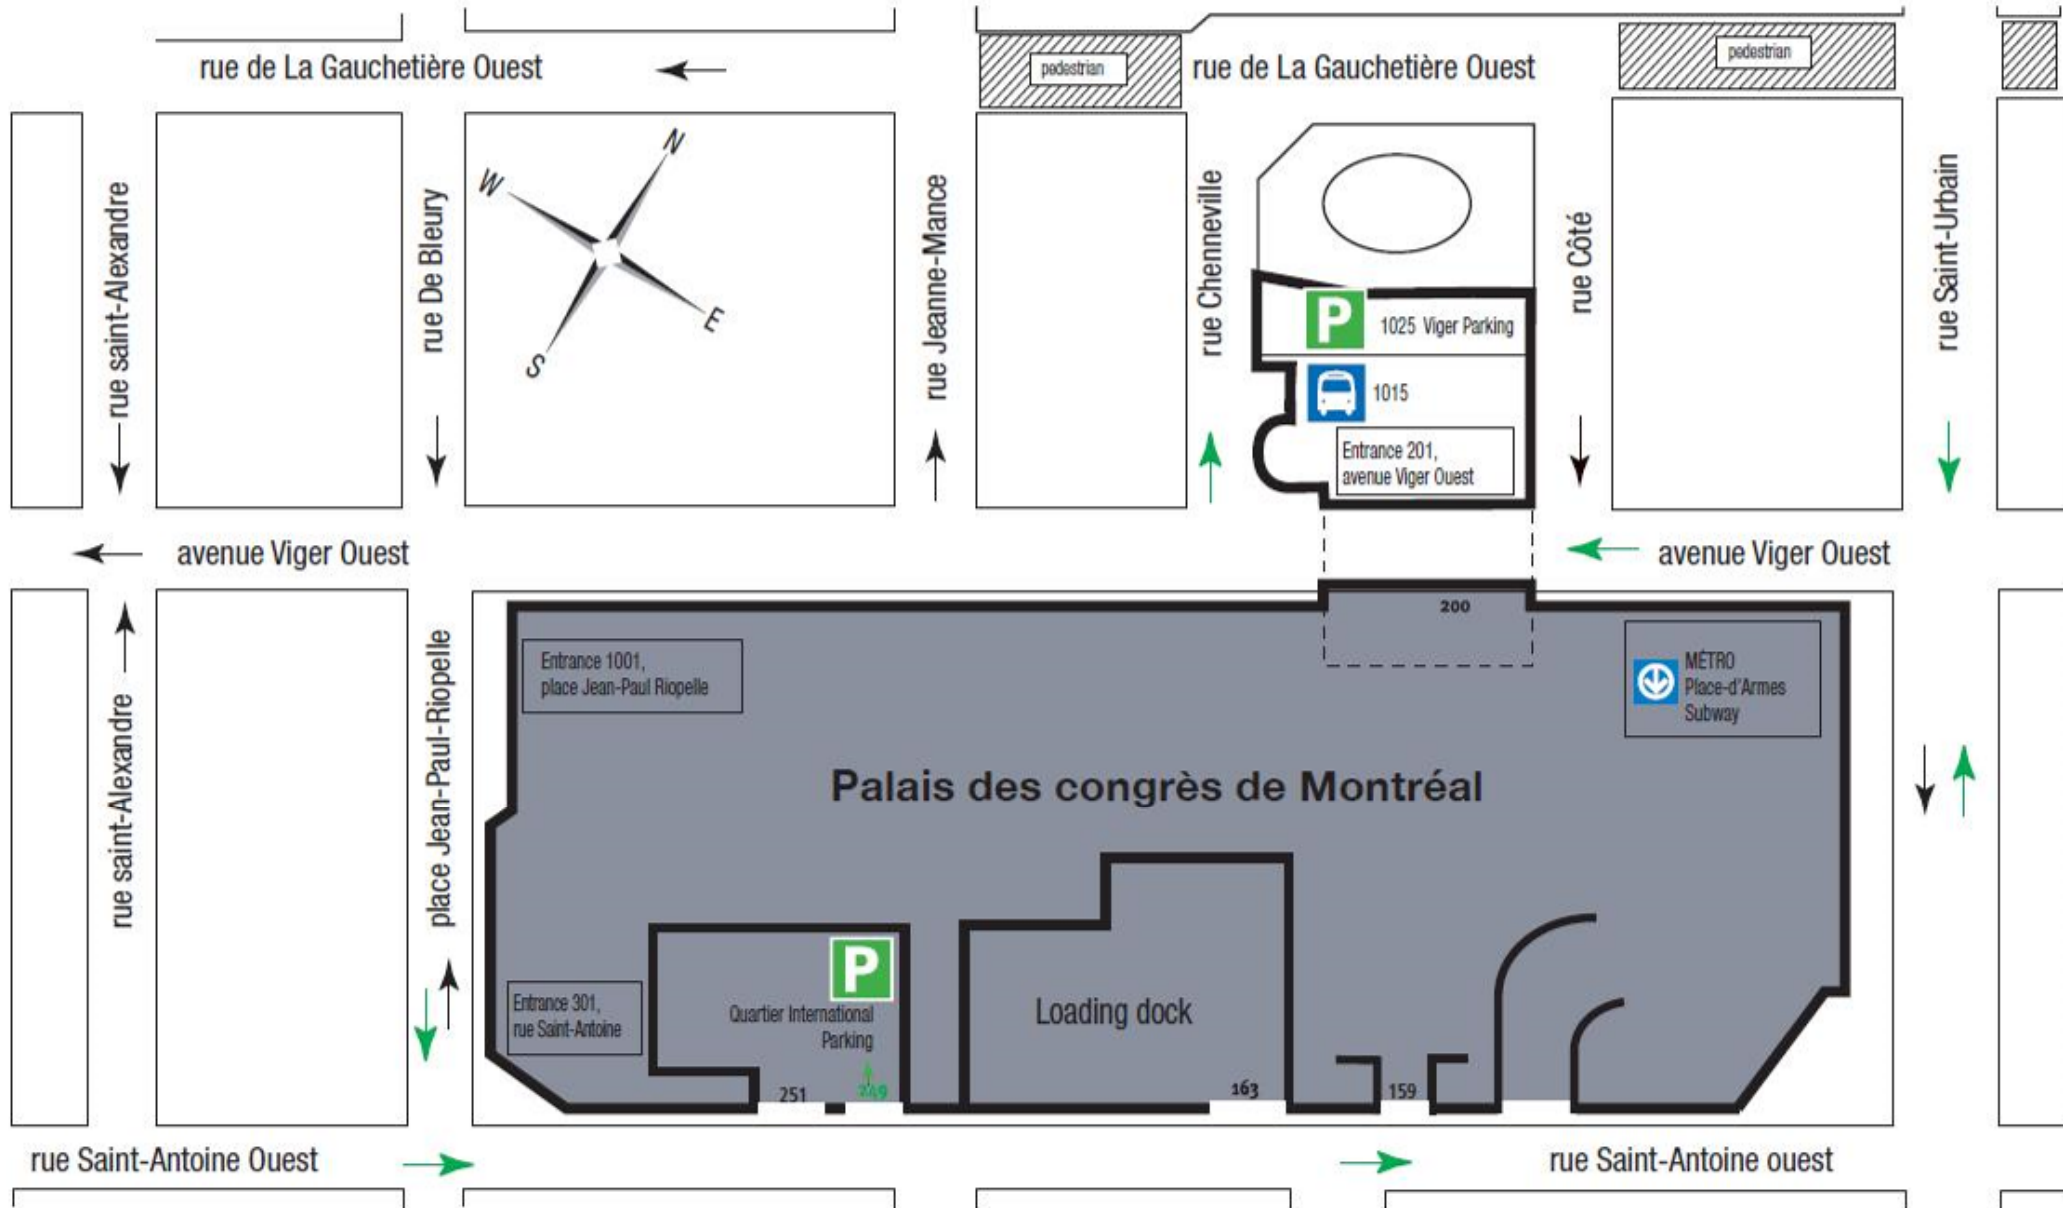 rue de La Gauchetière Ouest
pedestrian
rue de La Gauchetière Ouest
pedestrian
rue saint-Alexandre
rue De Bleury
N
W
E
S
rue Jeanne-Mance
rue Chenneville
P
1025 Viger Parking
1015
Entrance 201,
avenue Viger Ouest
rue Côté
rue Saint-Urbain
avenue Viger Ouest
avenue Viger Ouest
rue saint-Alexandre
place Jean-Paul-Riopelle
Entrance 1001,
place Jean-Paul Riopelle
200
MÉTRO
Place-d'Armes
Subway
Palais des congrès de Montréal
Entrance 301,
rue Saint-Antoine
P
Quartier International
Parking
251
249
Loading dock
163
159
rue Saint-Antoine Ouest
rue Saint-Antoine ouest